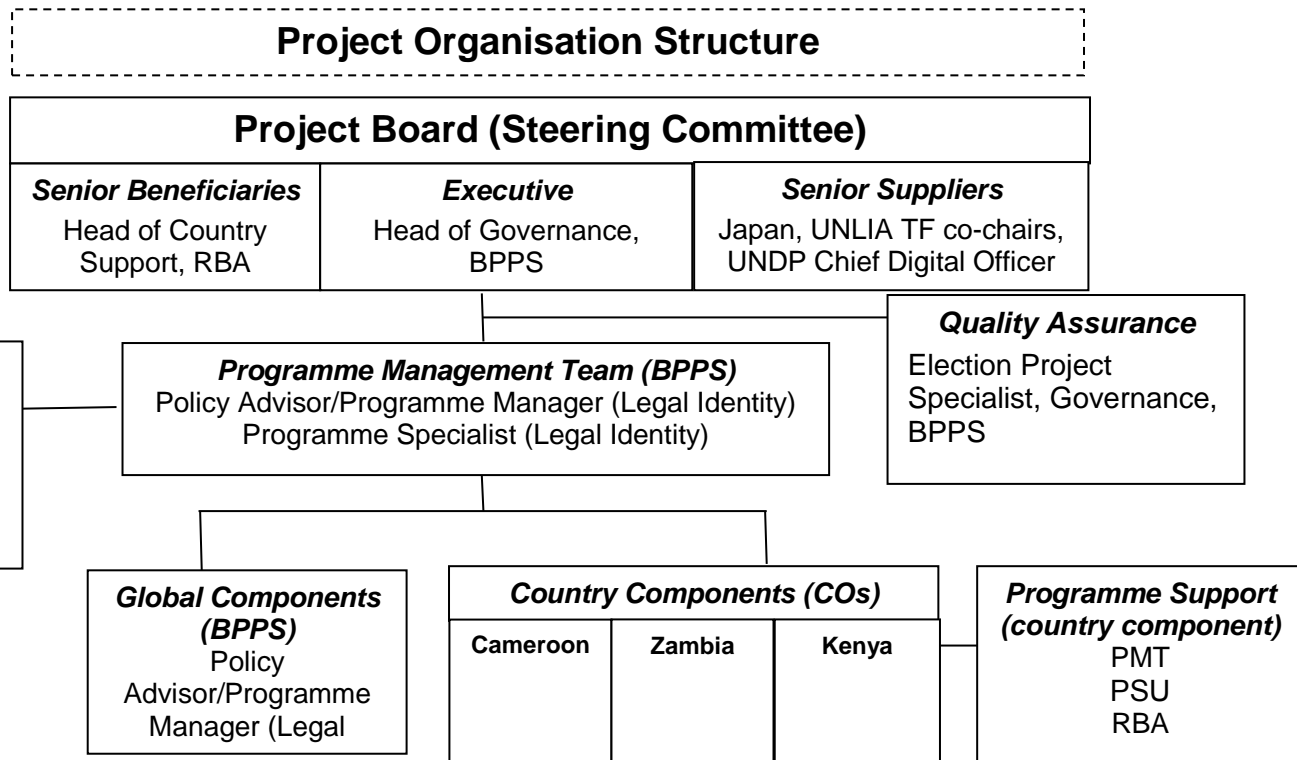 Project Organisation Structure
Project Board (Steering Committee)
Senior Beneficiaries
Head of Country
Support, RBA
Executive
Head of Governance,
BPPS
Senior Suppliers
Japan, UNLIA TF co-chairs,
UNDP Chief Digital Officer
Quality Assurance
Election Project
Specialist, Governance,
BPPS
Programme Management Team (BPPS)
Policy Advisor/Programme Manager (Legal Identity)
Programme Specialist (Legal Identity)
Global Components
(BPPS)
Policy
Advisor/Programme
Manager (Legal
Country Components (COs)
Cameroon
Zambia
Kenya
Programme Support
(country component)
PMT
PSU
RBA